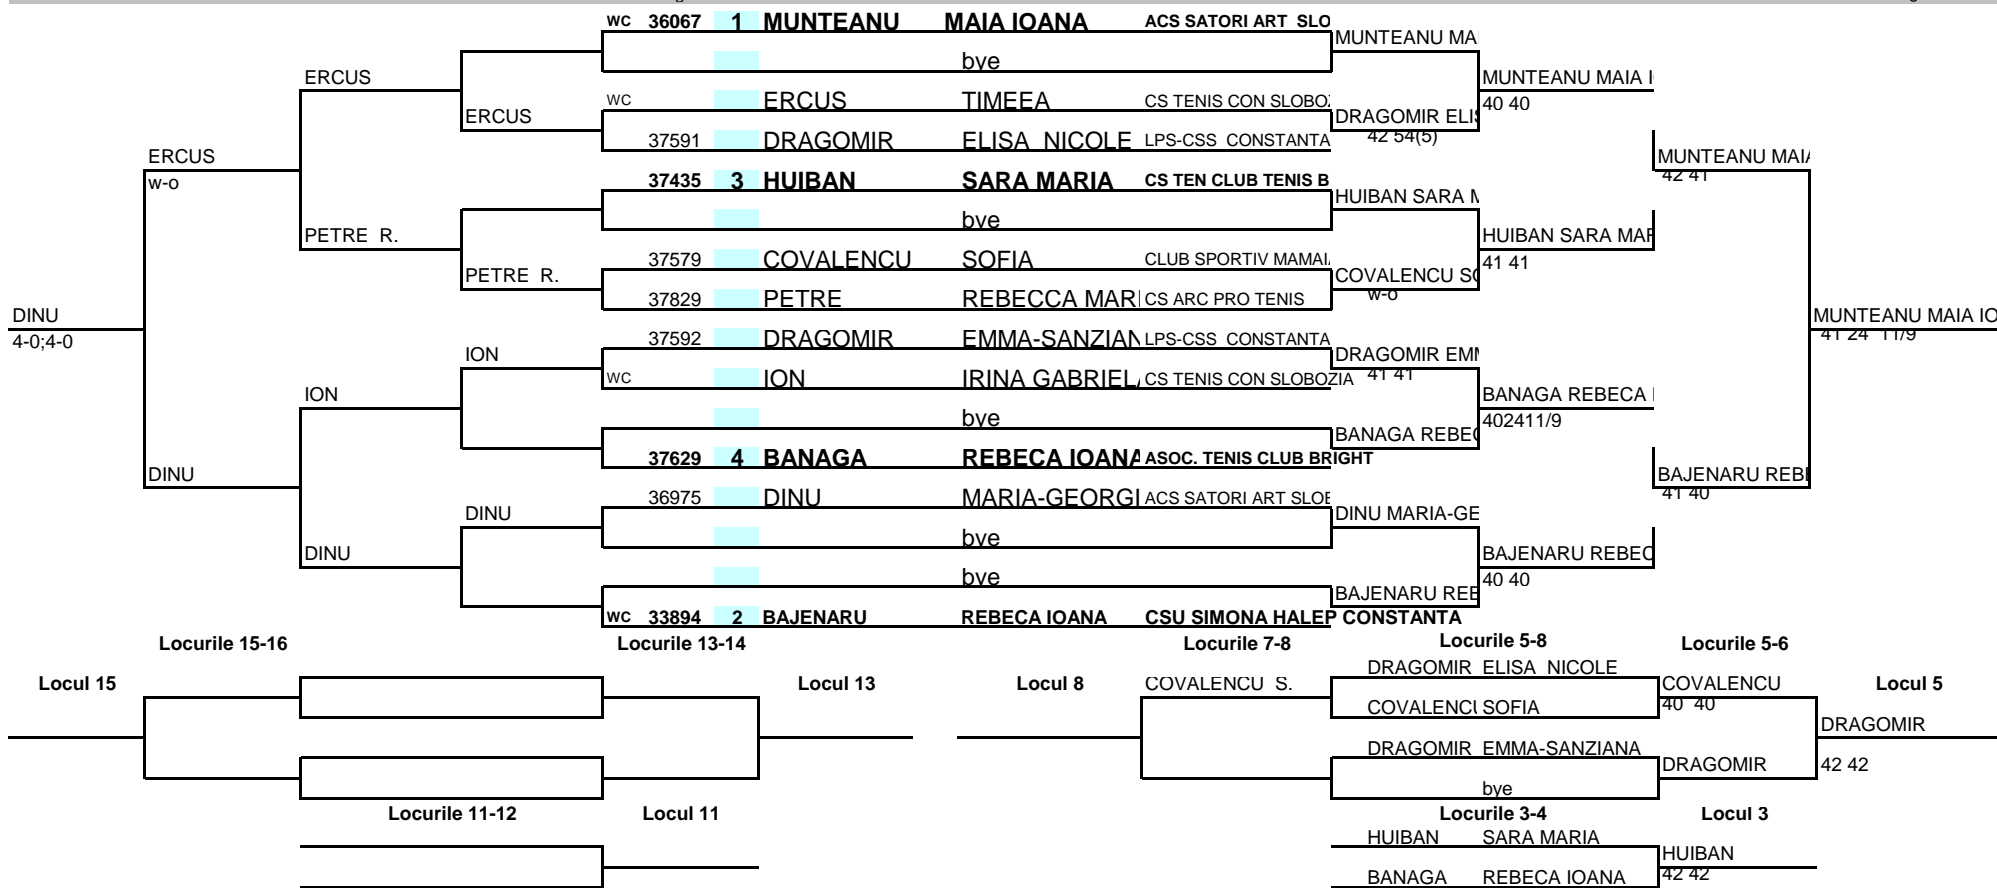 WC 36067 1 MUNTEANU MAIA IOANA ACS SATORI ART SLO
MUNTEANU MA
bye
ERCUS
MUNTEANU MAIA I
WC ERCUS TIMEEA CS TENIS CON SLOBOZ
40 40
ERCUS
DRAGOMIR ELIS
42 54(5)
37591 DRAGOMIR ELISA NICOLE LPS-CSS CONSTANTA
ERCUS
w-o
MUNTEANU MAIA
42 41
37435 3 HUIBAN SARA MARIA CS TEN CLUB TENIS B
HUIBAN SARA M
bye
PETRE R.
HUIBAN SARA MAR
37579 COVALENCU SOFIA CLUB SPORTIV MAMAIA
41 41
PETRE R.
COVALENCU SO
w-o
37829 PETRE REBECCA MARI CS ARC PRO TENIS
DINU
4-0;4-0
MUNTEANU MAIA IO
41 24 11/9
37592 DRAGOMIR EMMA-SANZIAN LPS-CSS CONSTANTA
ION
DRAGOMIR EMM
41 41
WC ION IRINA GABRIELA CS TENIS CON SLOBOZIA
ION
BANAGA REBECA I
bye
402411/9
BANAGA REBEC
37629 4 BANAGA REBECA IOANA ASOC. TENIS CLUB BRIGHT
DINU
BAJENARU REBE
41 40
36975 DINU MARIA-GEORGI ACS SATORI ART SLOB
DINU
DINU MARIA-GE
bye
DINU
BAJENARU REBEC
bye
40 40
BAJENARU REB
WC 33894 2 BAJENARU REBECA IOANA CSU SIMONA HALEP CONSTANTA
Locurile 15-16 Locurile 13-14 Locurile 7-8 Locurile 5-8 Locurile 5-6
DRAGOMIR ELISA NICOLE
Locul 15 Locul 13 Locul 8 COVALENCU S. COVALENCU Locul 5
COVALENCU SOFIA 40 40
DRAGOMIR
DRAGOMIR EMMA-SANZIANA
DRAGOMIR 42 42
bye
Locurile 11-12 Locul 11 Locurile 3-4 Locul 3
HUIBAN SARA MARIA
HUIBAN
BANAGA REBECA IOANA 42 42